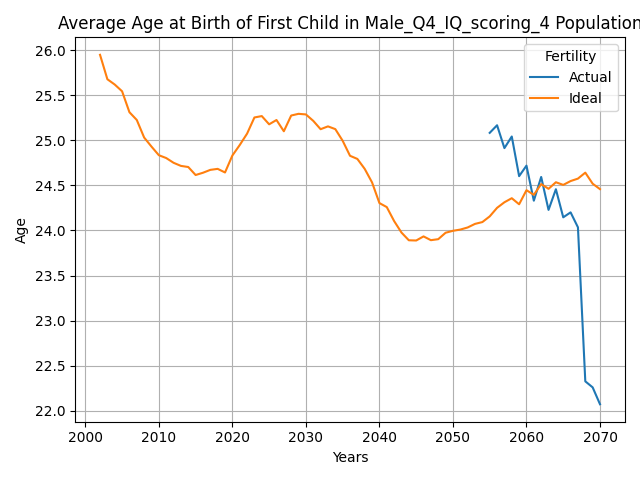 Average Age at Birth of First Child in Male_Q4_IQ_scoring_4 Population
Fertility
Actual
Ideal
26.0
25.5
25.0
24.5
24.0
23.5
23.0
22.5
22.0
Age
2000 2010 2020 2030 2040 2050 2060 2070
Years